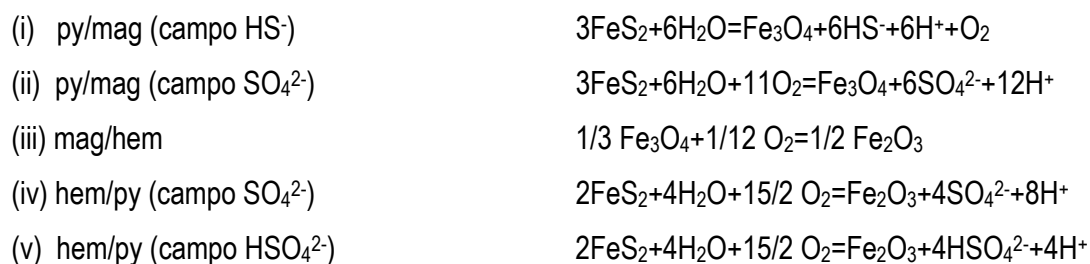 (i) py/mag (campo HS⁻) 3FeS₂+6H₂O=Fe₃O₄+6HS⁻+6H⁺+O₂
(ii) py/mag (campo SO₄²⁻) 3FeS₂+6H₂O+11O₂=Fe₃O₄+6SO₄²⁻+12H⁺
(iii) mag/hem 1/3 Fe₃O₄+1/12 O₂=1/2 Fe₂O₃
(iv) hem/py (campo SO₄²⁻) 2FeS₂+4H₂O+15/2 O₂=Fe₂O₃+4SO₄²⁻+8H⁺
(v) hem/py (campo HSO₄²⁻) 2FeS₂+4H₂O+15/2 O₂=Fe₂O₃+4HSO₄²⁻+4H⁺